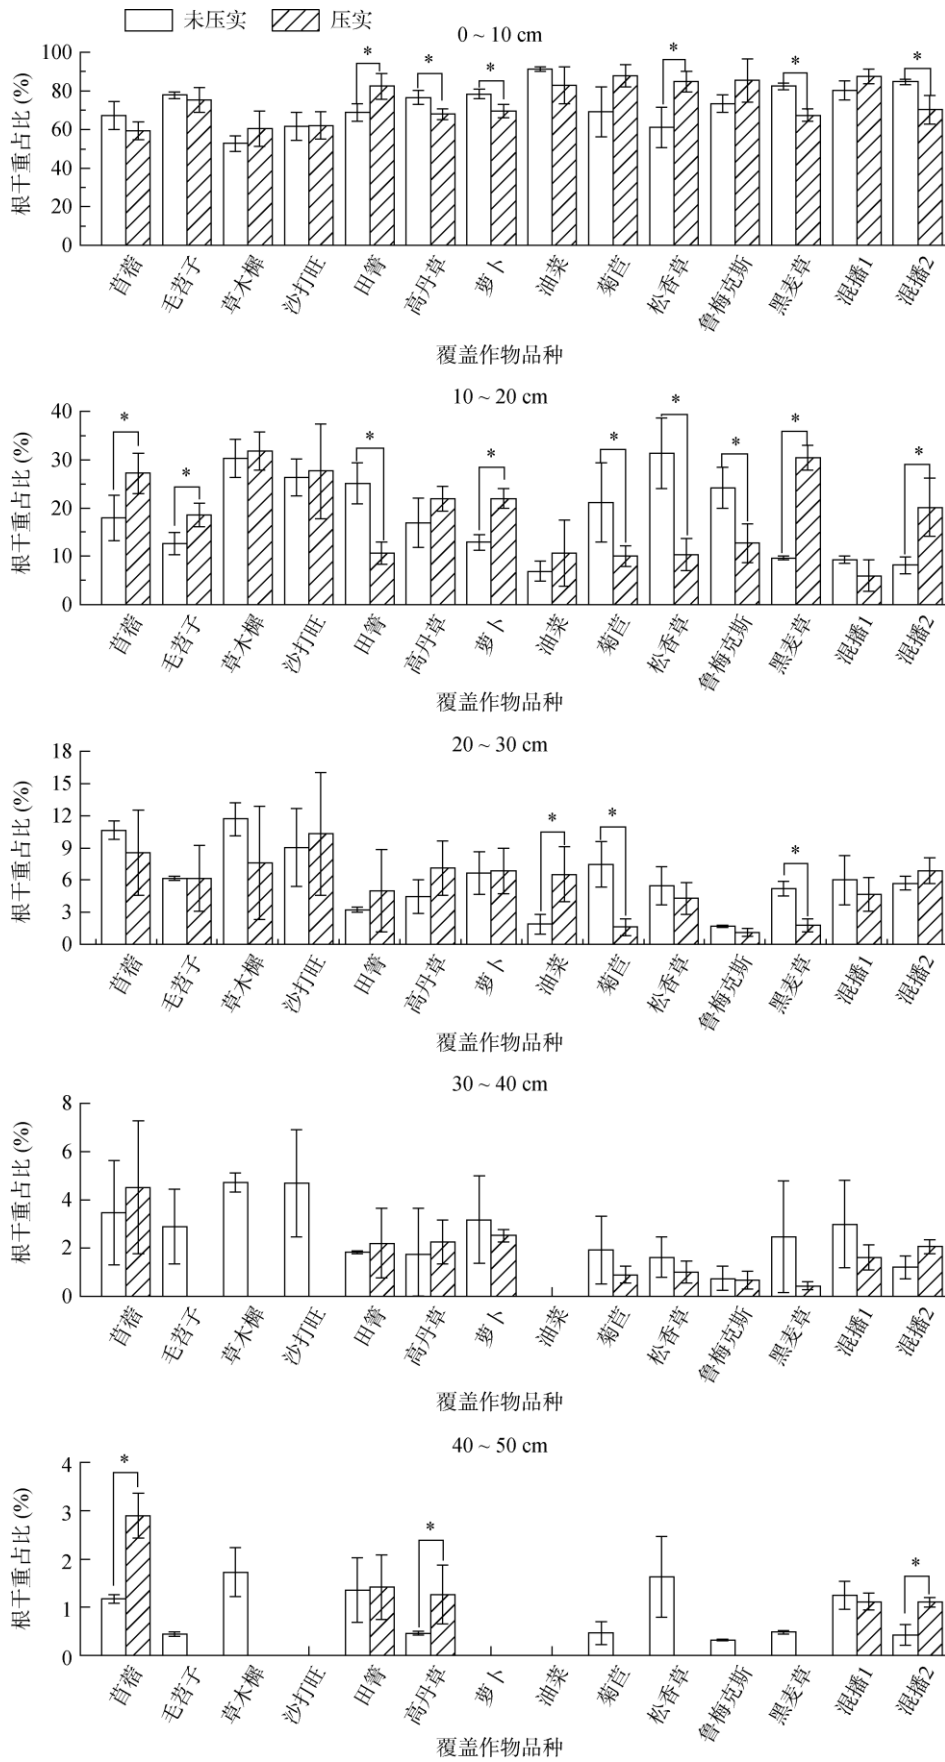 未压实 压实
0 ~ 10 cm
根干重占比 (%)
100
80
60
40
20
0
苜蓿 毛苕子 草木樨 沙打旺 田箐 高丹草 萝卜 油菜 菊苣 松香草 鲁梅克斯 黑麦草 混播1 混播2
* * * * * *
覆盖作物品种
10 ~ 20 cm
根干重占比 (%)
40
30
20
10
0
* * * * * * * * *
苜蓿 毛苕子 草木樨 沙打旺 田箐 高丹草 萝卜 油菜 菊苣 松香草 鲁梅克斯 黑麦草 混播1 混播2
覆盖作物品种
20 ~ 30 cm
根干重占比 (%)
18
15
12
9
6
3
0
* * *
苜蓿 毛苕子 草木樨 沙打旺 田箐 高丹草 萝卜 油菜 菊苣 松香草 鲁梅克斯 黑麦草 混播1 混播2
覆盖作物品种
30 ~ 40 cm
根干重占比 (%)
8
6
4
2
0
苜蓿 毛苕子 草木樨 沙打旺 田箐 高丹草 萝卜 油菜 菊苣 松香草 鲁梅克斯 黑麦草 混播1 混播2
覆盖作物品种
40 ~ 50 cm
根干重占比 (%)
4
3
2
1
0
* * *
苜蓿 毛苕子 草木樨 沙打旺 田箐 高丹草 萝卜 油菜 菊苣 松香草 鲁梅克斯 黑麦草 混播1 混播2
覆盖作物品种